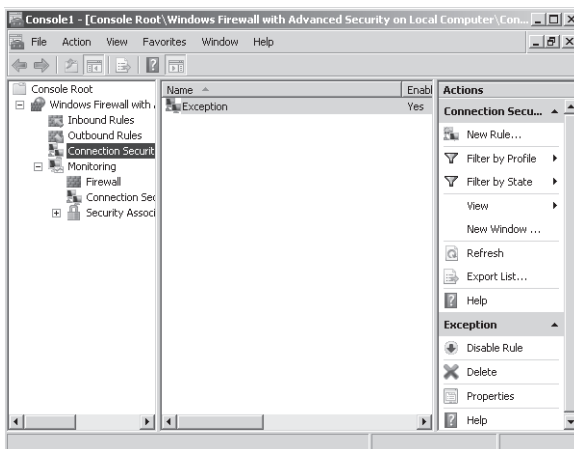 Console1 - [Console Root\Windows Firewall with Advanced Security on Local Computer\Con...
File Action View Favorites Window Help
Console Root
Windows Firewall with
Inbound Rules
Outbound Rules
Connection Securit
Monitoring
Firewall
Connection Sec
Security Associ
Name Enabl
Exception Yes
Actions
Connection Secu...
New Rule...
Filter by Profile
Filter by State
View
New Window ...
Refresh
Export List...
Help
Exception
Disable Rule
Delete
Properties
Help